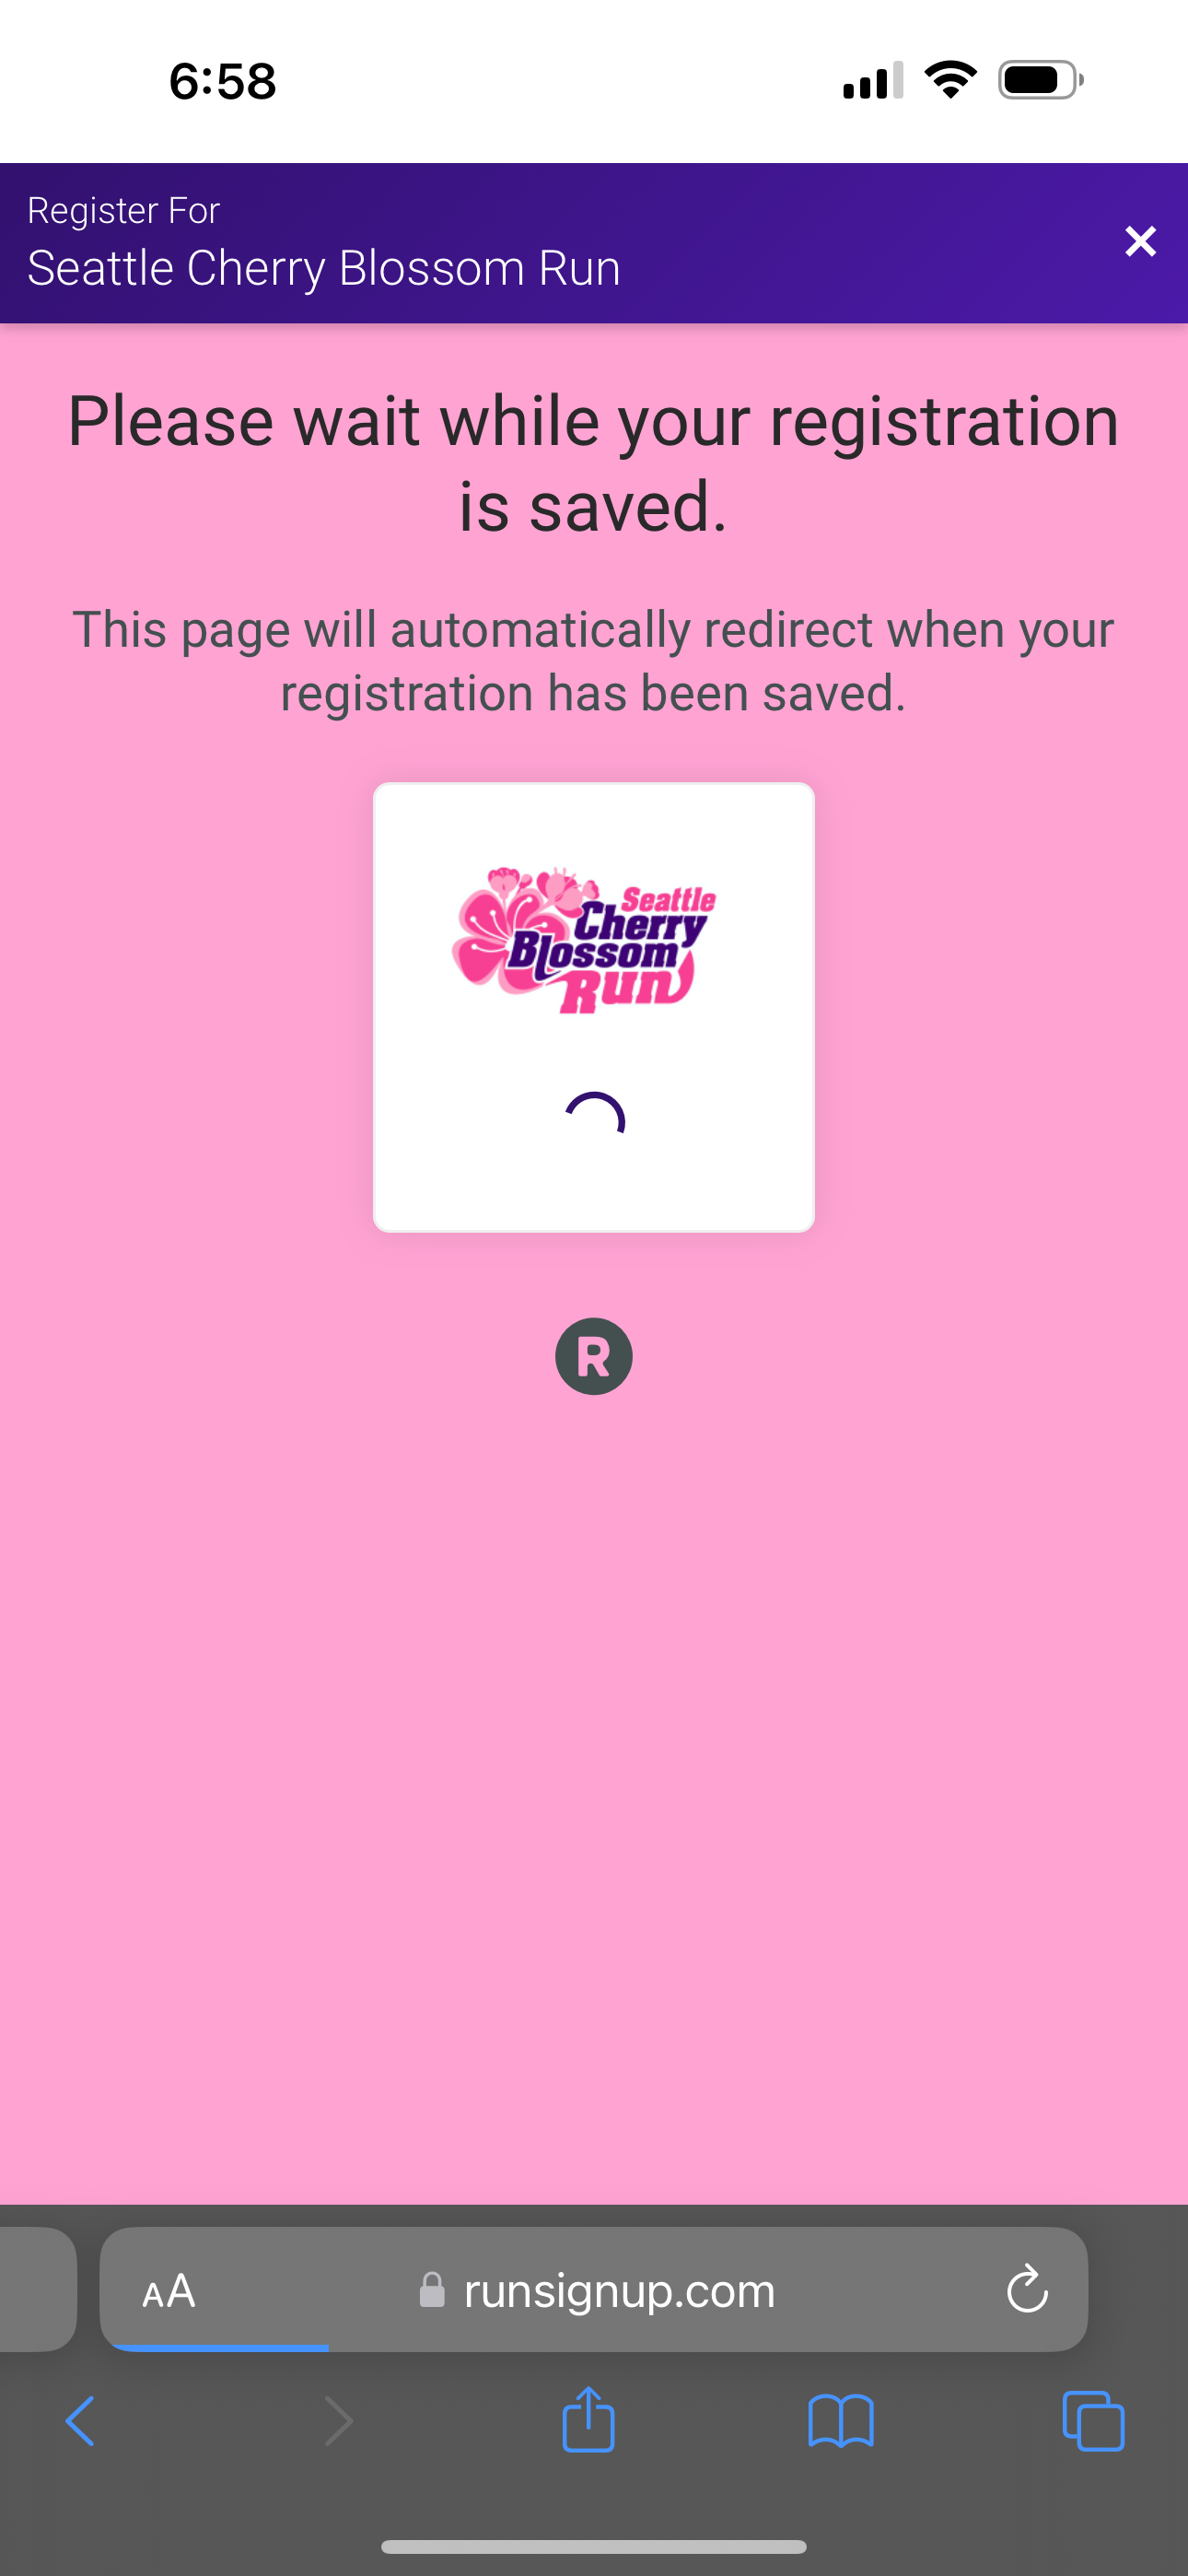 6:58
Register For
Seattle Cherry Blossom Run
Please wait while your registration
is saved.
This page will automatically redirect when your
registration has been saved.
Seattle
Cherry
Blossom
Run
R
AA runsignup.com